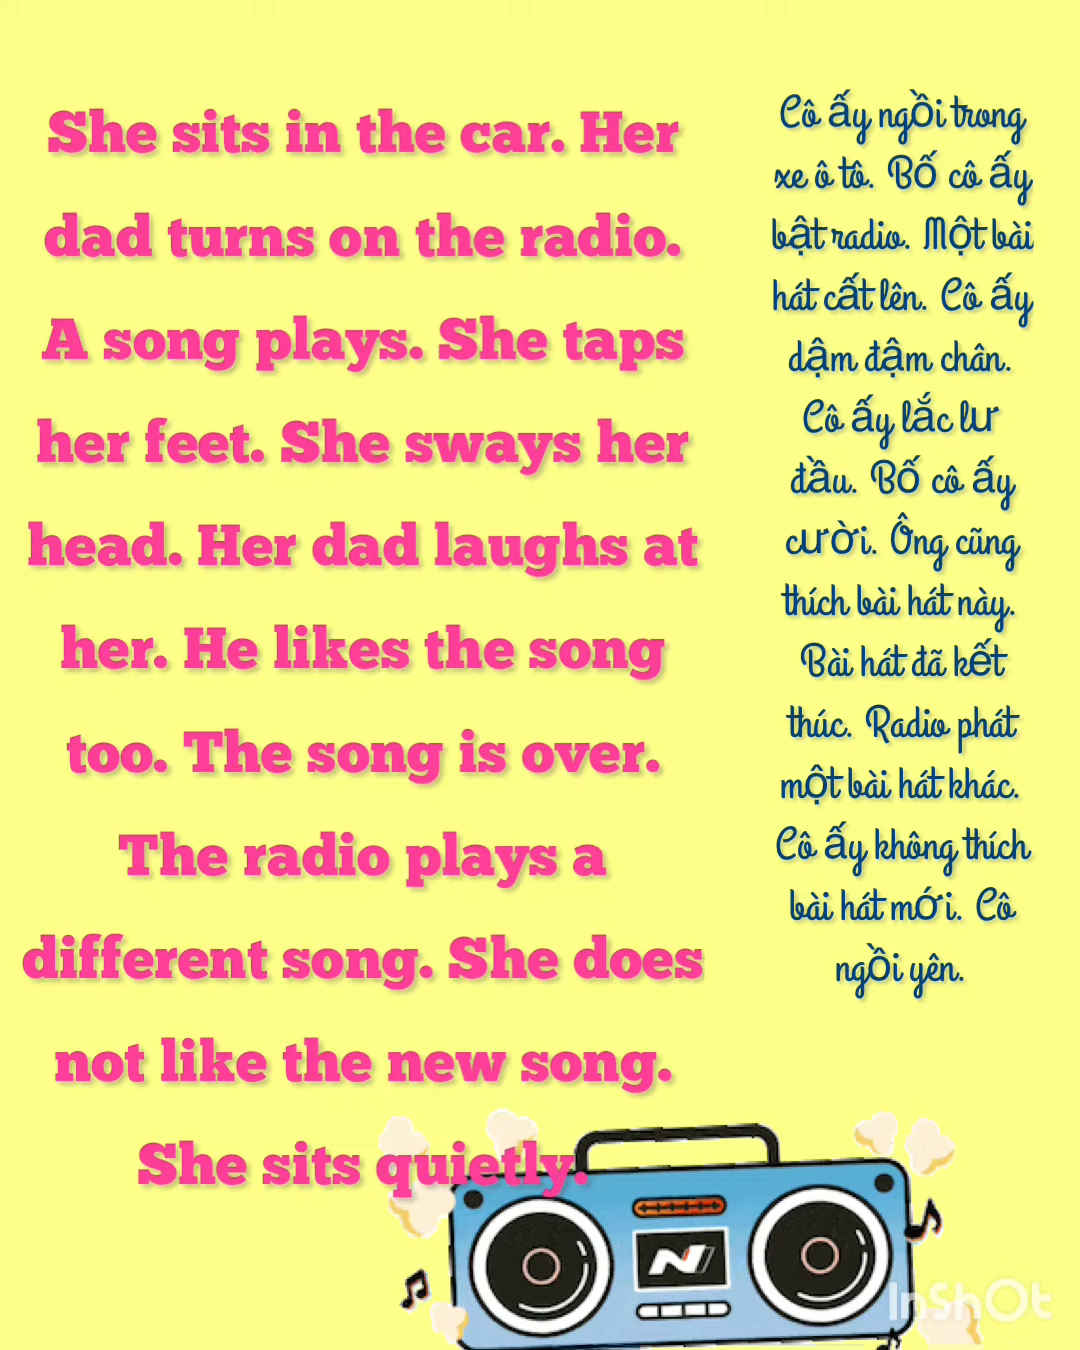 She sits in the car. Her
dad turns on the radio.
A song plays. She taps
her feet. She sways her
head. Her dad laughs at
her. He likes the song
too. The song is over.
The radio plays a
different song. She does
not like the new song.
She sits quietly.
Cô ấy ngồi trong
xe ô tô. Bố cô ấy
bật radio. Một bài
hát cất lên. Cô ấy
dậm đậm chân.
Cô ấy lắc lư
đầu. Bố cô ấy
cười. Ông cũng
thích bài hát này.
Bài hát đã kết
thúc. Radio phát
một bài hát khác.
Cô ấy không thích
bài hát mới. Cô
ngồi yên.
N
InShOt